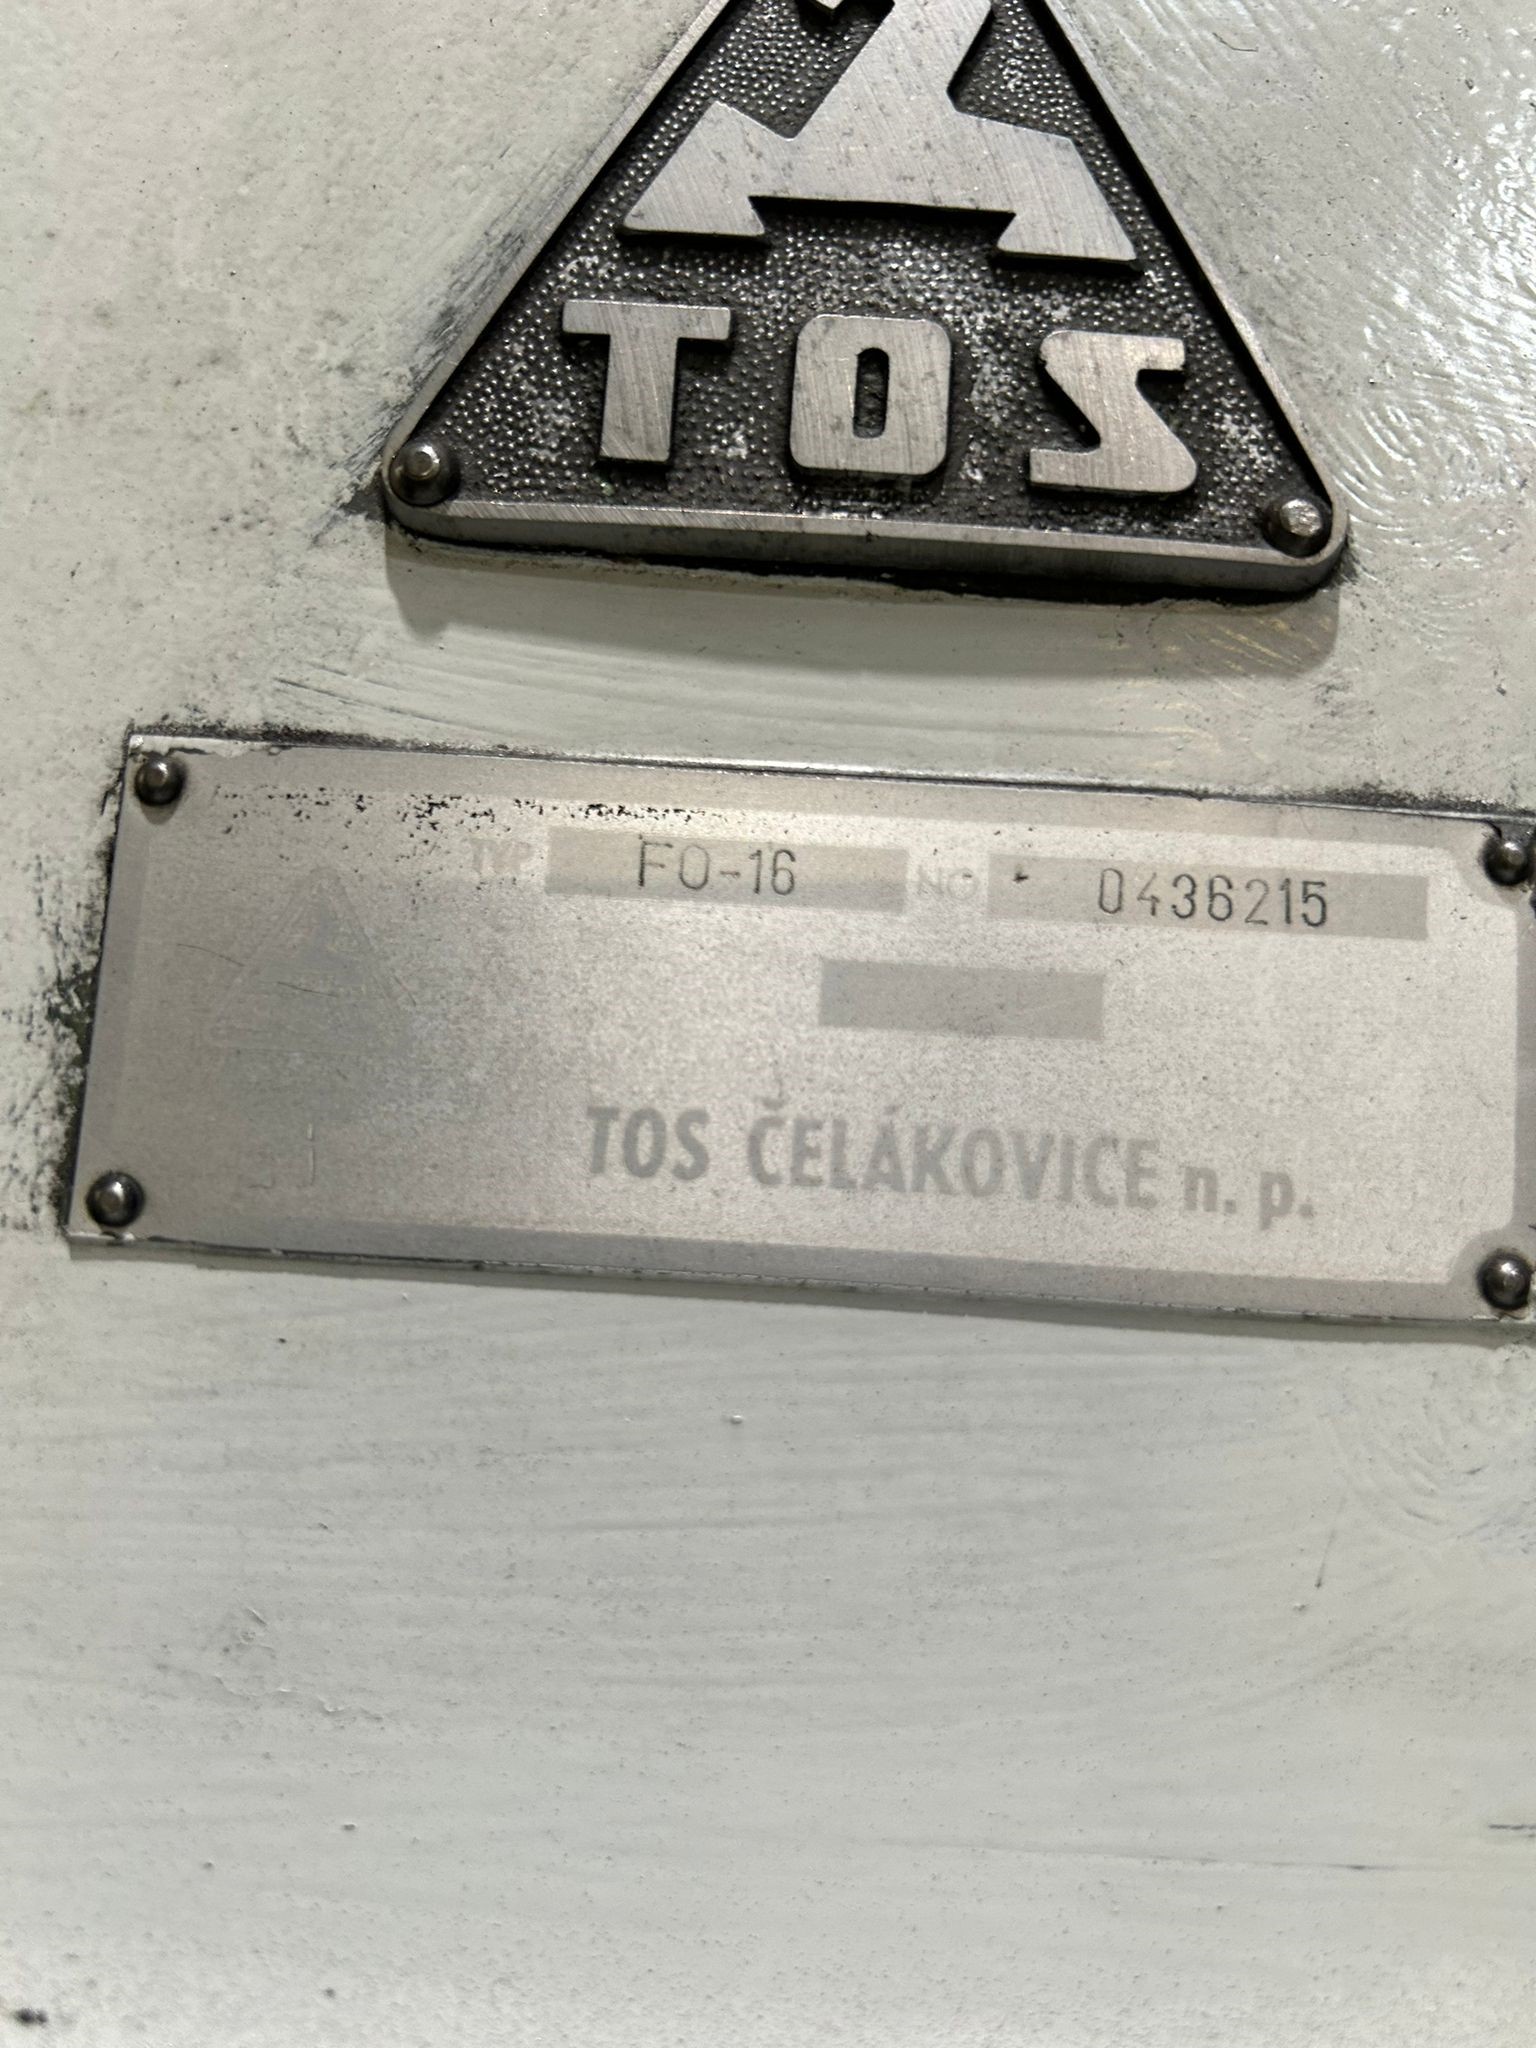 TOS
TYP FO-16 NO 0436215
TOS ČELÁKOVICE n. p.